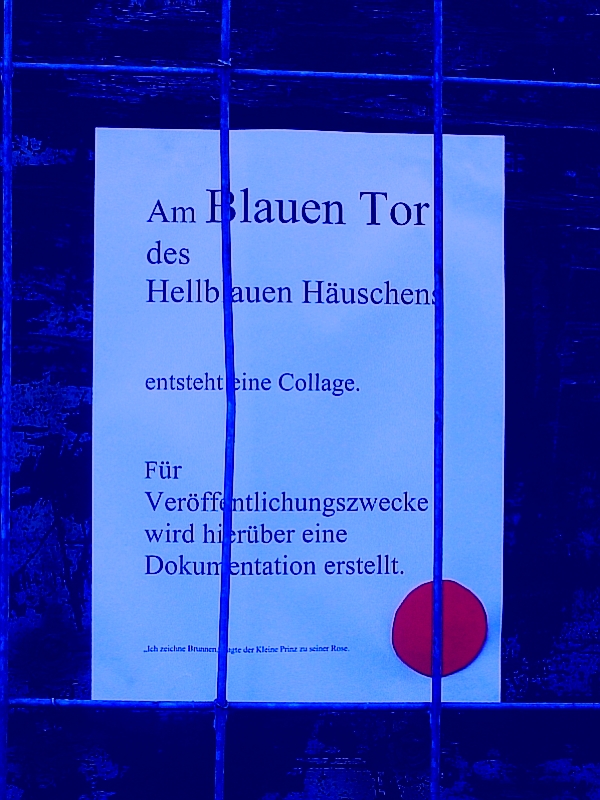 Am Blauen Tor
des
Hellblauen Häuschens
entsteht eine Collage.
Für
Veröffentlichungszwecke
wird hierüber eine
Dokumentation erstellt.
„Ich zeichne Brunnen, sagte der Kleine Prinz zu seiner Rose.